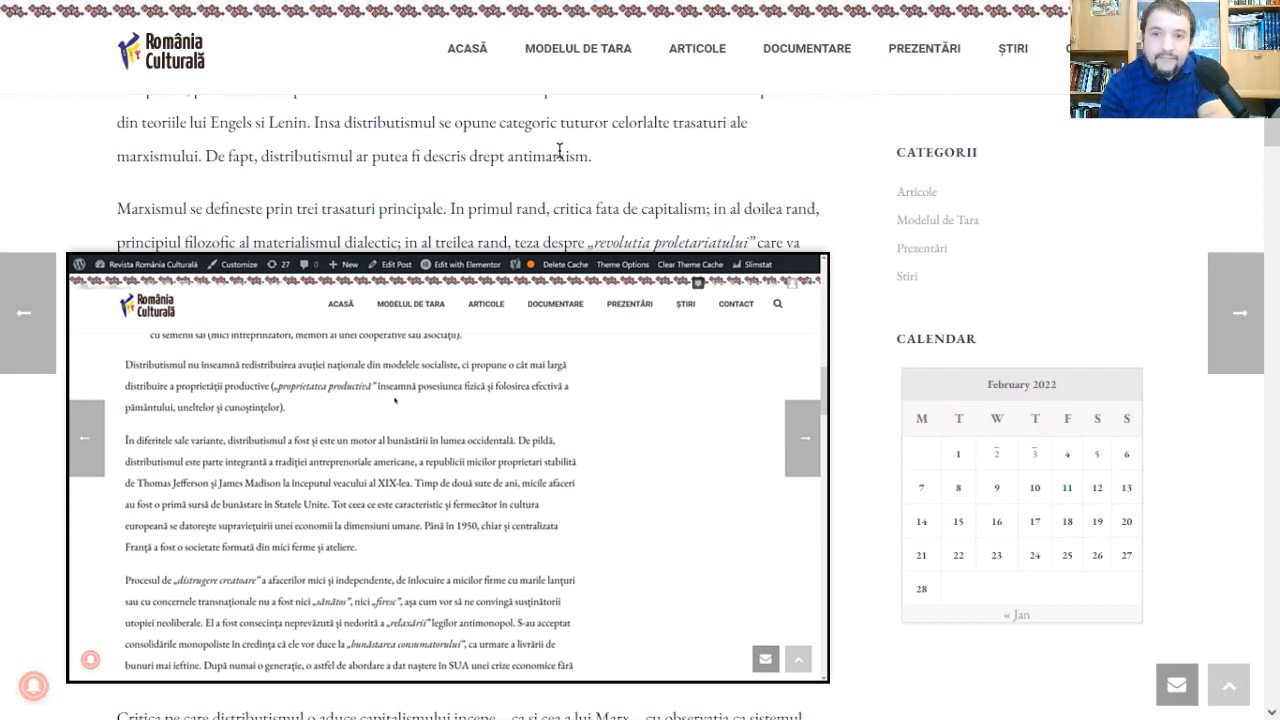 România
Culturală
ACASĂ MODELUL DE TARA ARTICOLE DOCUMENTARE PREZENTĂRI ȘTIRI
din teoriile lui Engels si Lenin. Insa distributismul se opune categoric tuturor celorlalte trasaturi ale
marxismului. De fapt, distributismul ar putea fi descris drept antimarxism.
Marxismul se defineste prin trei trasaturi principale. In primul rand, critica fata de capitalism; in al doilea rand,
principiul filozofic al materialismului dialectic; in al treilea rand, teza despre „revolutia proletariatului” care va
Revista România Culturală Customize 27 0 New Edit Post Edit with Elementor Delete Cache Theme Options Clear Theme Cache Slimstat
România
Culturală
ACASĂ MODELUL DE TARA ARTICOLE DOCUMENTARE PREZENTĂRI ȘTIRI CONTACT
cu semenii săi (mici întreprinzători, membri ai unei cooperative sau asociații).
Distributismul nu înseamnă redistribuirea avuției naționale din modelele socialiste, ci propune o cât mai largă
distribuire a proprietății productive („proprietatea productivă” înseamnă posesiunea fizică și folosirea efectivă a
pământului, uneltelor și cunoștințelor).
În diferitele sale variante, distributismul a fost și este un motor al bunăstării în lumea occidentală. De pildă,
distributismul este parte integrantă a tradiției antreprenoriale americane, a republicii micilor proprietari stabilită
de Thomas Jefferson și James Madison la începutul veacului al XIX-lea. Timp de două sute de ani, micile afaceri
au fost o primă sursă de bunăstare în Statele Unite. Tot ceea ce este caracteristic și fermecător în cultura
europeană se datorește supraviețuirii unei economii la dimensiuni umane. Până în 1950, chiar și centralizata
Franță a fost o societate formată din mici ferme și ateliere.
Procesul de „distrugere creatoare” a afacerilor mici și independente, de înlocuire a micilor firme cu marile lanțuri
sau cu concernele transnaționale nu a fost nici „sănătos”, nici „firesc”, așa cum vor să ne convingă susținătorii
utopiei neoliberale. El a fost consecința neprevăzută și nedorită a „relaxării” legilor antimonopol. S-au acceptat
consolidările monopoliste în credința că ele vor duce la „bunăstarea consumatorului”, ca urmare a livrării de
bunuri mai ieftine. După numai o generație, o astfel de abordare a dat naștere în SUA unei crize economice fără
Critica pe care distributismul o aduce capitalismului incepe – ca si cea a lui Marx – cu observatia ca sistemul
CATEGORII
Articole
Modelul de Tara
Prezentări
Stiri
CALENDAR
February 2022
M T W T F S S
1 2 3 4 5 6
7 8 9 10 11 12 13
14 15 16 17 18 19 20
21 22 23 24 25 26 27
28
« Jan